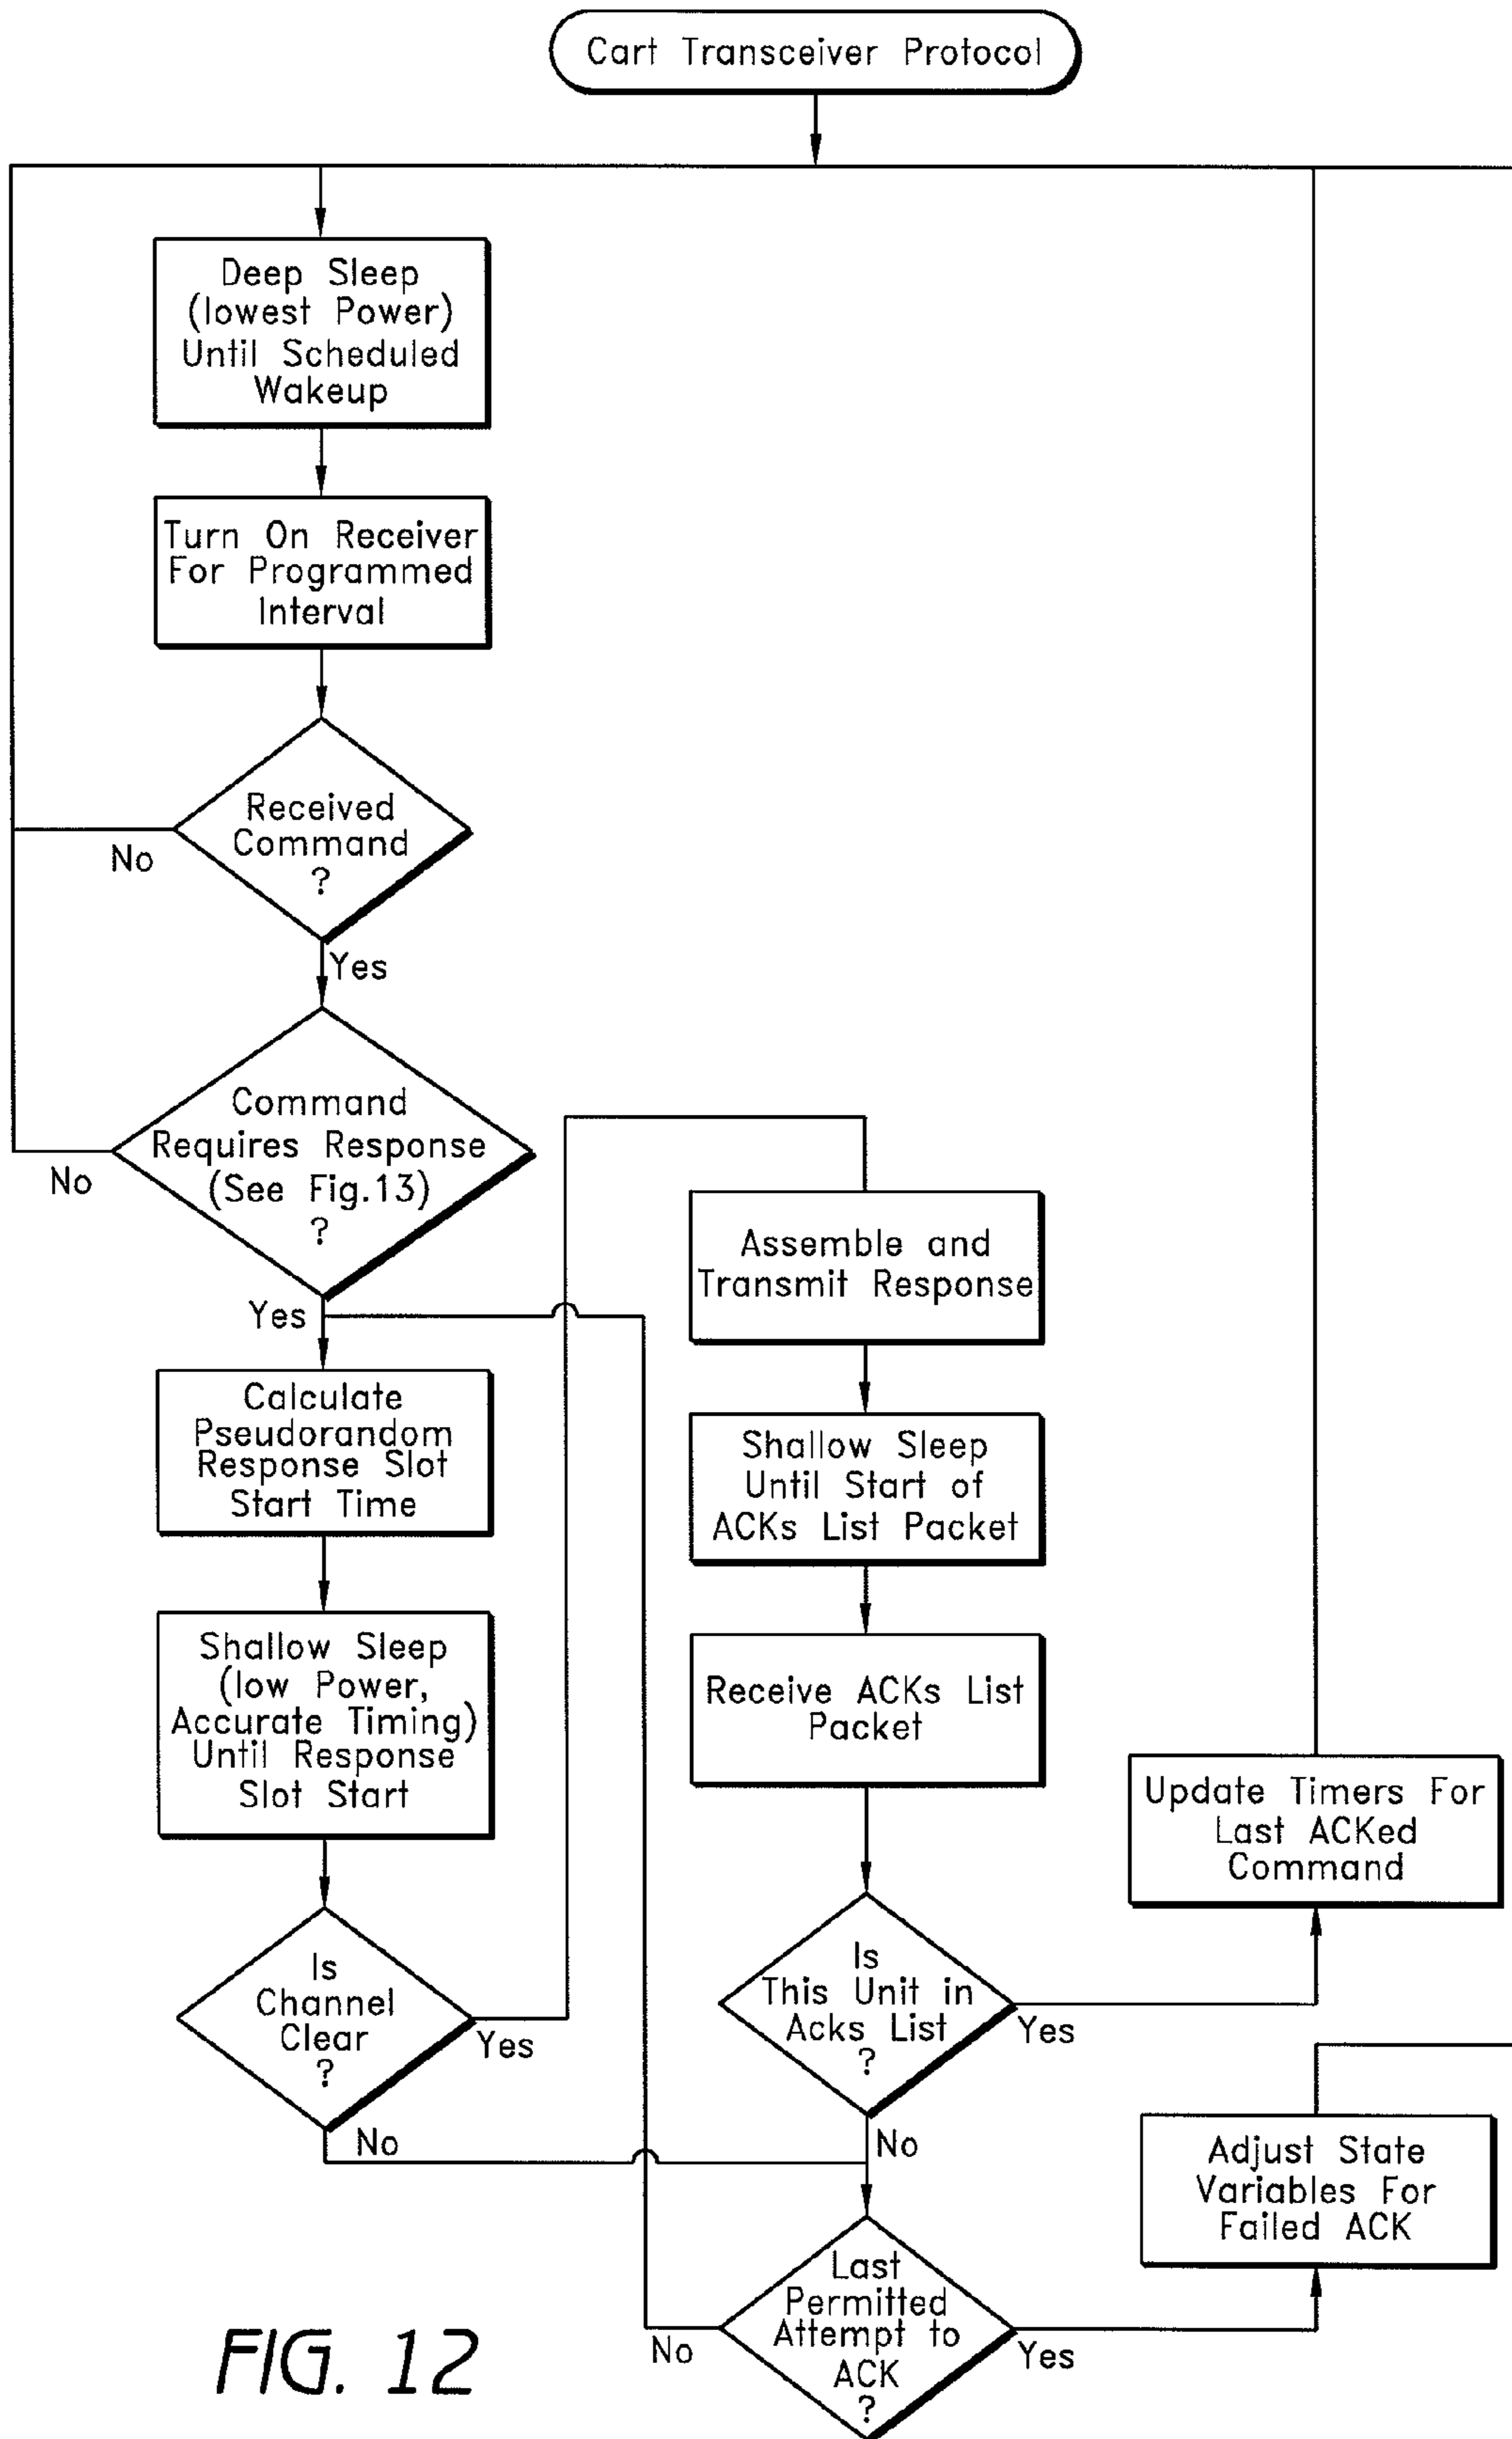 Cart Transceiver Protocol
Deep Sleep
(lowest Power)
Until Scheduled
Wakeup
Turn On Receiver
For Programmed
Interval
Received
Command
?
No
Yes
Command
Requires Response
(See Fig.13)
?
No
Yes
Calculate
Pseudorandom
Response Slot
Start Time
Shallow Sleep
(low Power,
Accurate Timing)
Until Response
Slot Start
Is
Channel
Clear
?
Yes
No
Assemble and
Transmit Response
Shallow Sleep
Until Start of
ACKs List Packet
Receive ACKs List
Packet
Is
This Unit in
Acks List
?
Yes
No
Update Timers For
Last ACKed
Command
Last
Permitted
Attempt to
ACK
?
No
Yes
Adjust State
Variables For
Failed ACK
FIG. 12